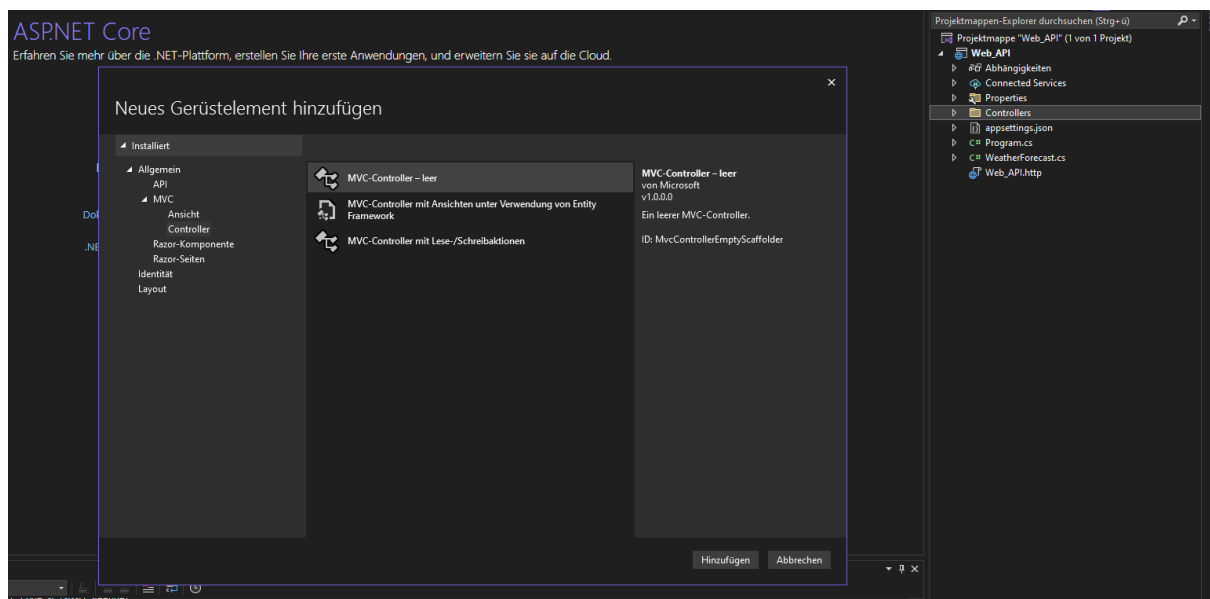 ASP.NET Core
Erfahren Sie mehr über die .NET-Plattform, erstellen Sie Ihre erste Anwendungen, und erweitern Sie sie auf die Cloud.
Dol
.NE
Neues Gerüstelement hinzufügen
Installiert
Allgemein
API
MVC
Ansicht
Controller
Razor-Komponente
Razor-Seiten
Identität
Layout
MVC-Controller – leer
MVC-Controller mit Ansichten unter Verwendung von Entity
Framework
MVC-Controller mit Lese-/Schreibaktionen
MVC-Controller – leer
von Microsoft
v1.0.0.0
Ein leerer MVC-Controller.
ID: MvcControllerEmptyScaffolder
Hinzufügen Abbrechen
Projektmappen-Explorer durchsuchen (Strg+ü)
Projektmappe "Web_API" (1 von 1 Projekt)
Web_API
Abhängigkeiten
Connected Services
Properties
Controllers
appsettings.json
C# Program.cs
C# WeatherForecast.cs
Web_API.http